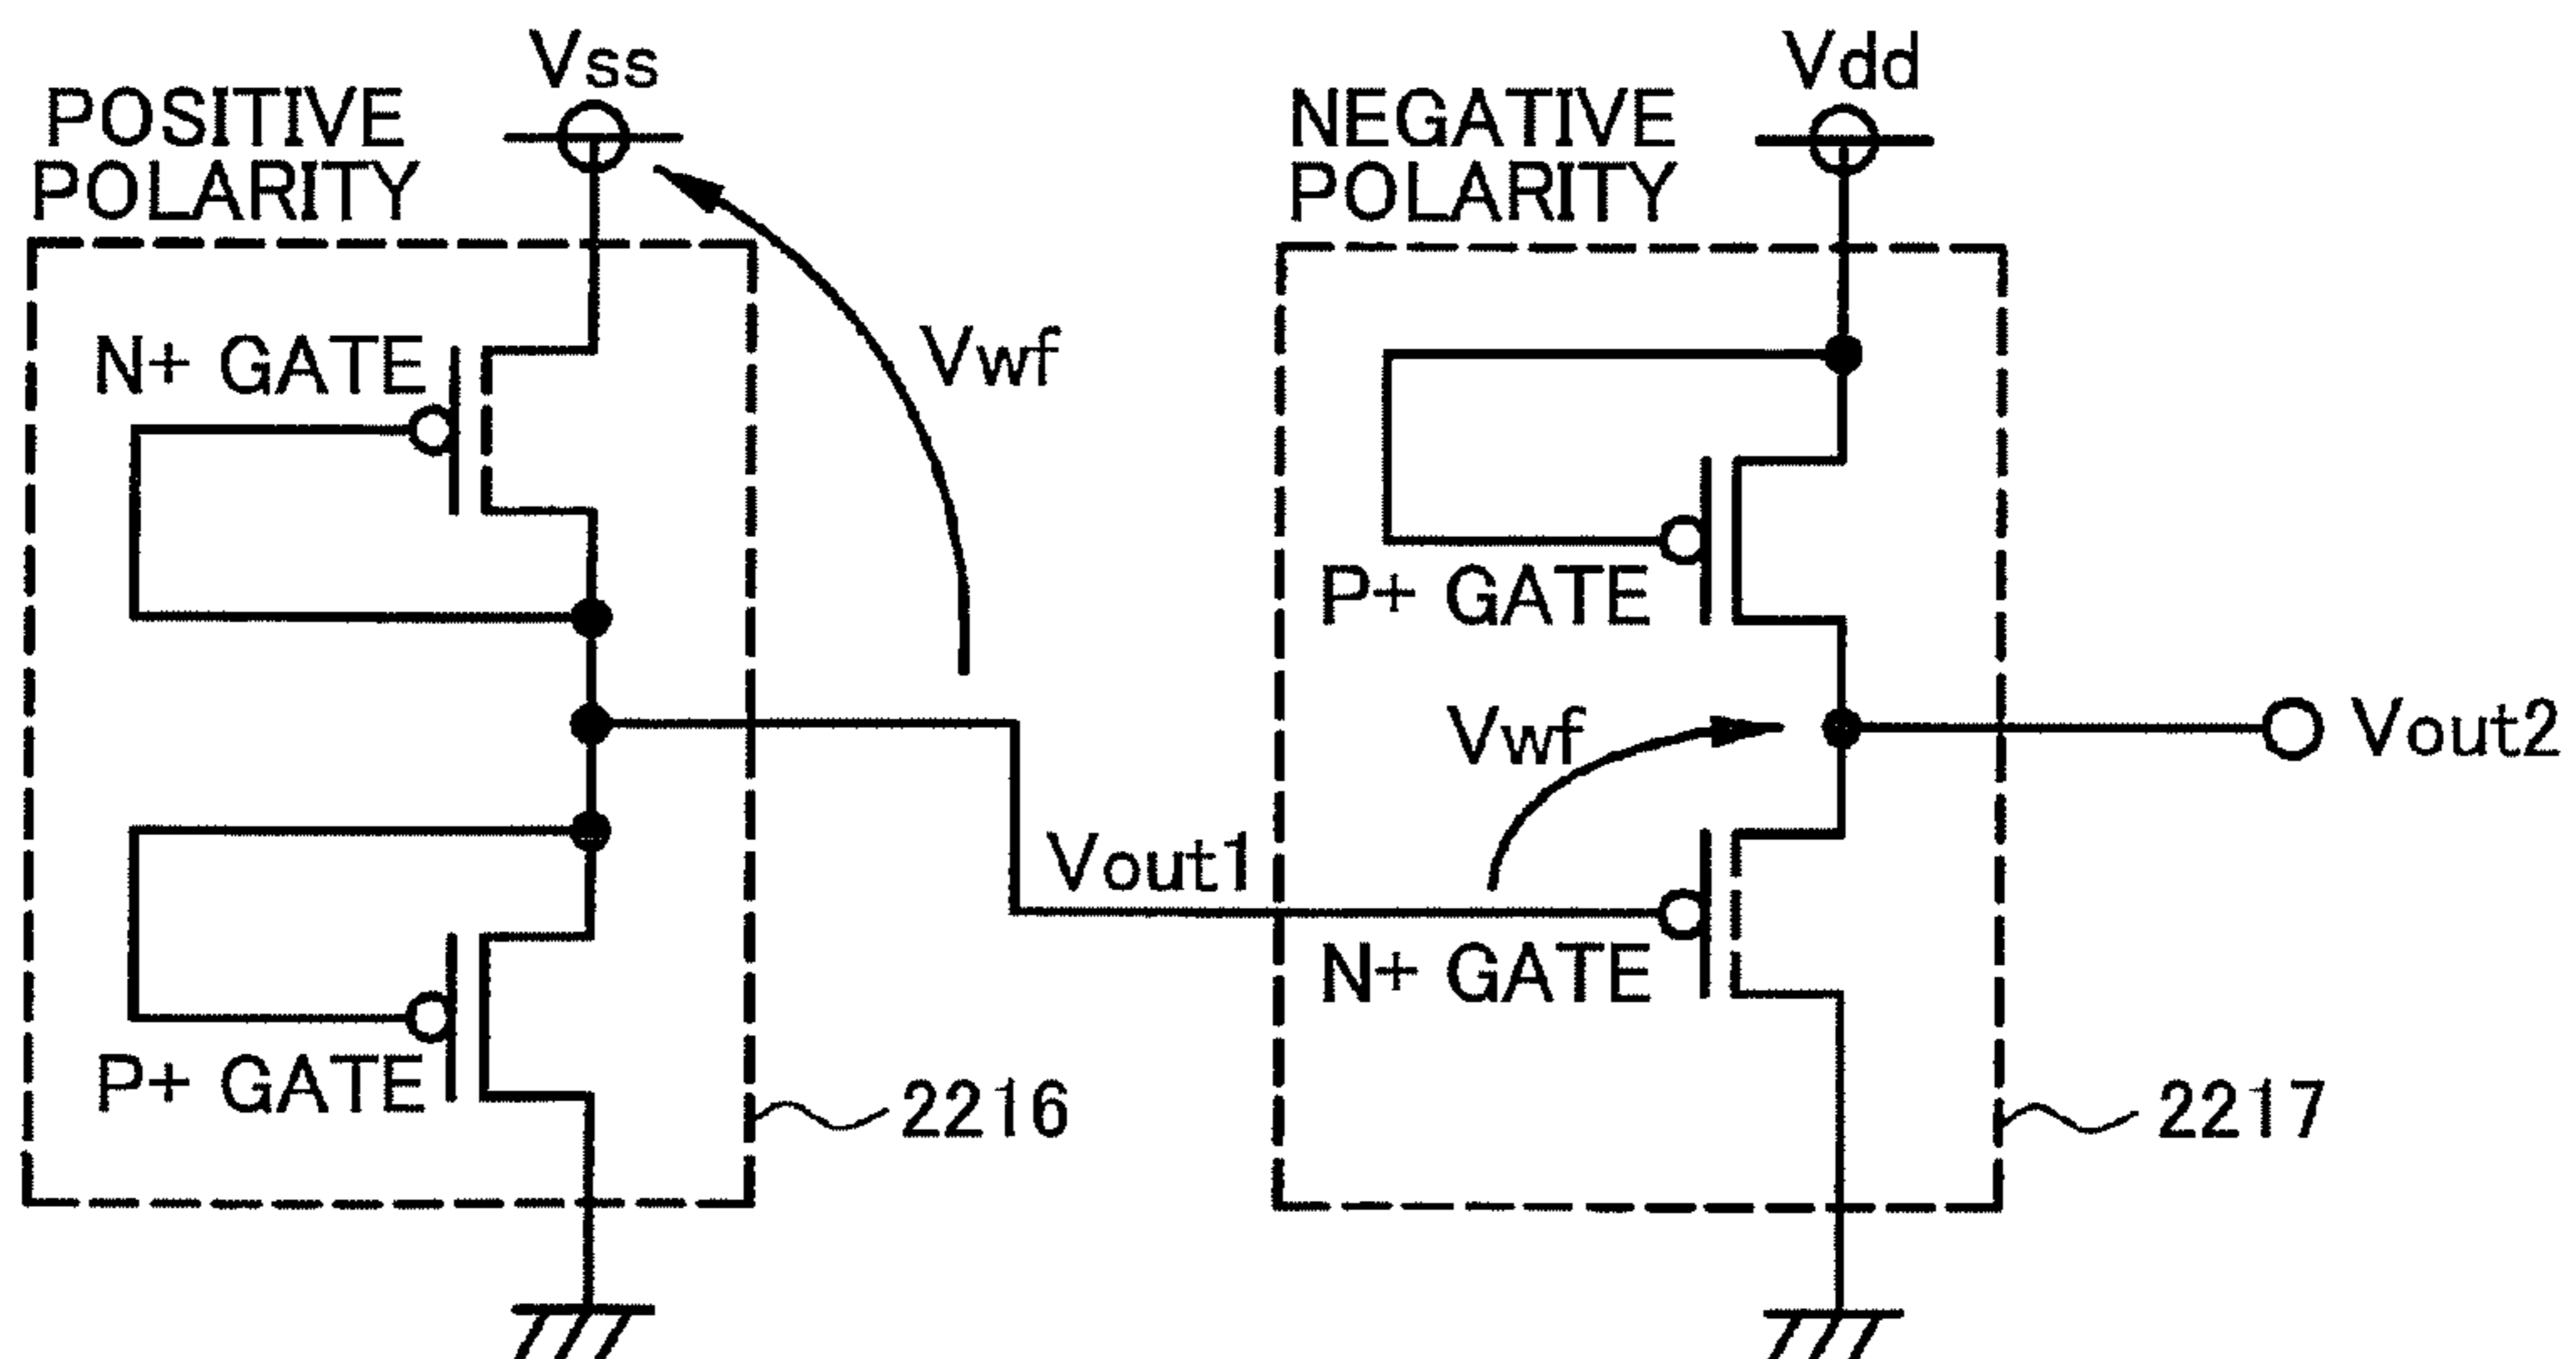 Vss
POSITIVE
POLARITY
N+ GATE
Vwf
P+ GATE
2216
Vout1
Vdd
NEGATIVE
POLARITY
P+ GATE
Vwf
N+ GATE
Vout2
2217